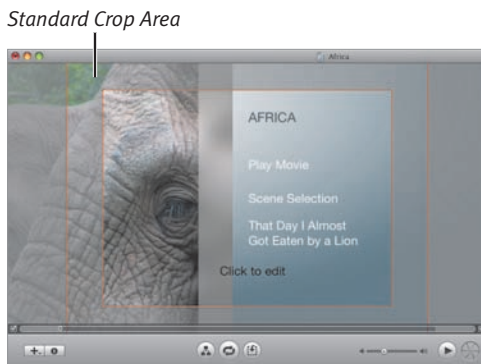 Standard Crop Area
Africa
AFRICA
Play Movie
Scene Selection
That Day I Almost
Got Eaten by a Lion
Click to edit